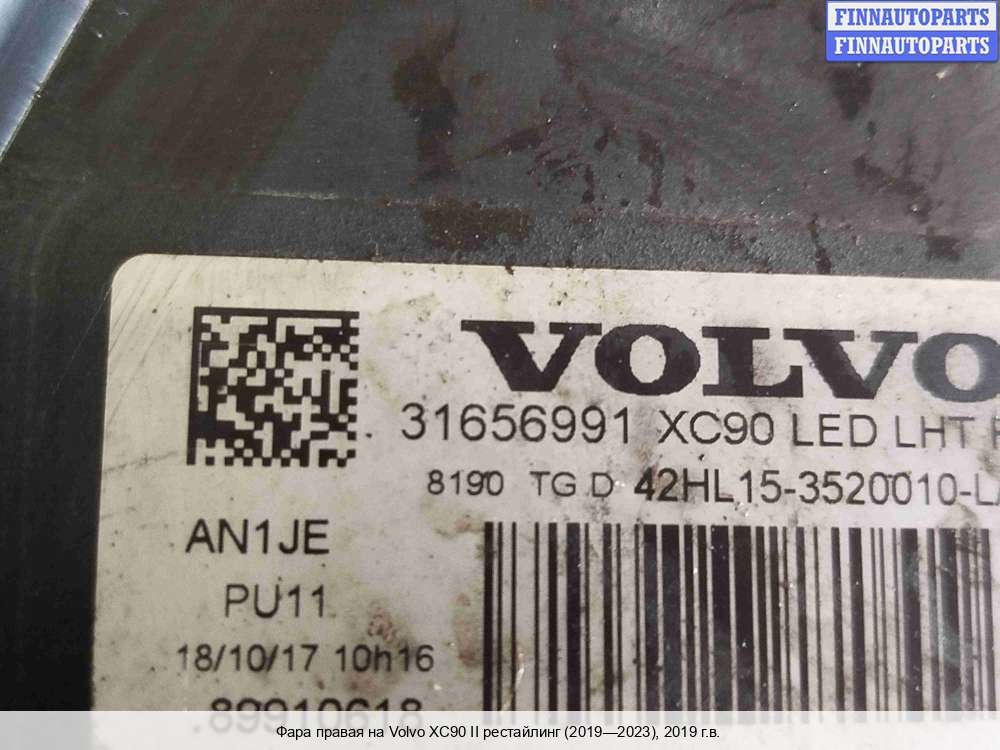 FINNAUTOPARTS
FINNAUTOPARTS
VOLVO
31656991 XC90 LED LHT
8190 TG D 42HL15-3520010-L
AN1JE
PU11
18/10/17 10h16
89910618
Фара правая на Volvo XC90 II рестайлинг (2019—2023), 2019 г.в.